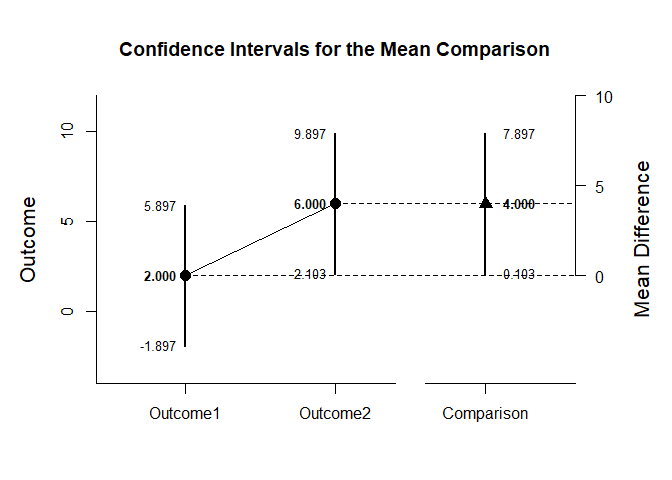 Confidence Intervals for the Mean Comparison
Outcome
10
5
0
5.897
2.000
-1.897
9.897
6.000
2.103
7.897
4.000
0.103
10
5
0
Mean Difference
Outcome1
Outcome2
Comparison